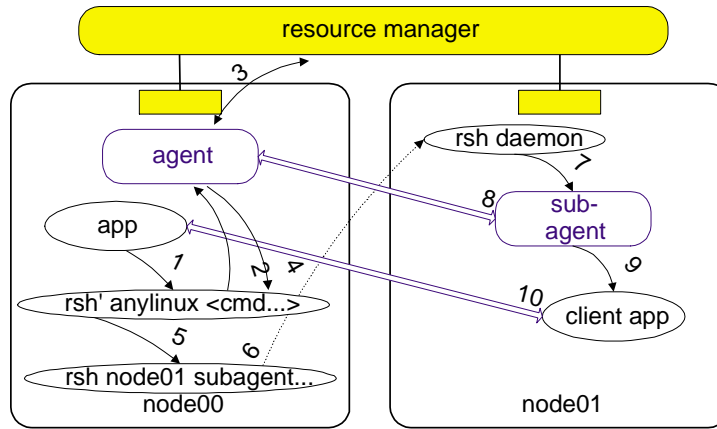 resource manager
3
agent
rsh daemon
7
8
sub-
agent
app
1
2
4
9
rsh' anylinux <cmd...>
10
client app
5
6
rsh node01 subagent...
node00
node01